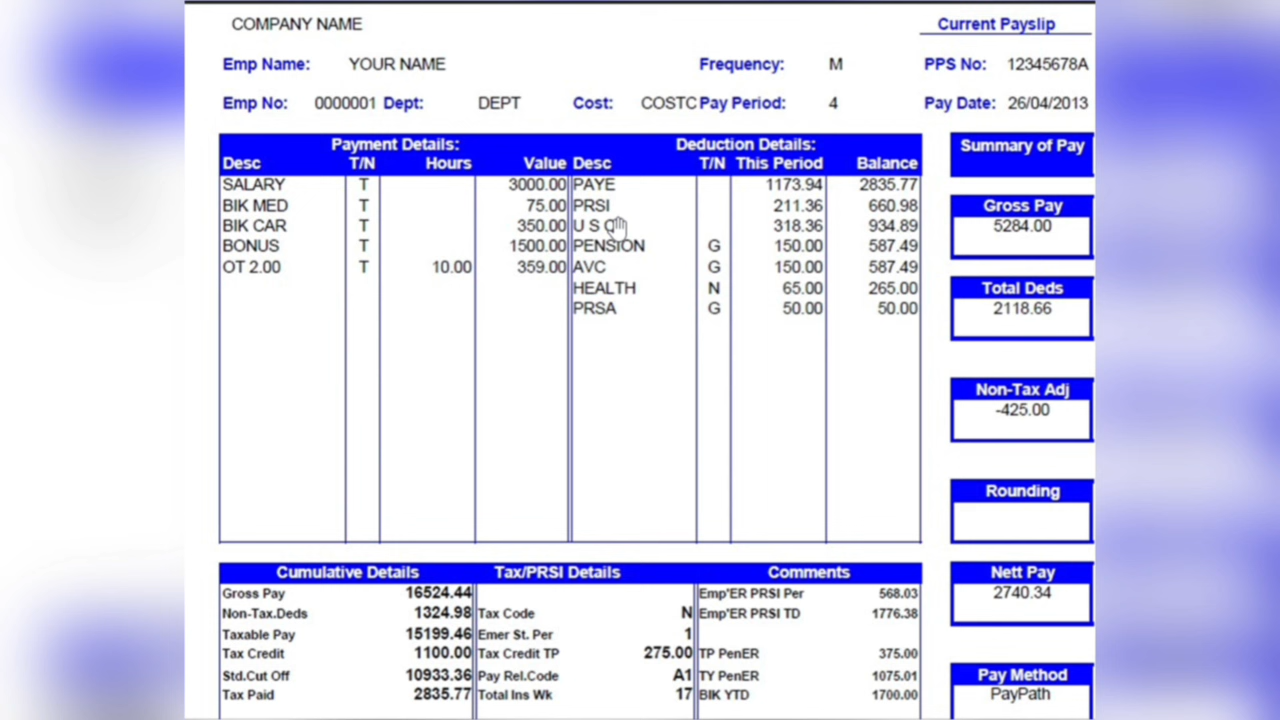 COMPANY NAME Current Payslip
Emp Name: YOUR NAME Frequency: M PPS No: 12345678A
Emp No: 0000001 Dept: DEPT Cost: COSTC Pay Period: 4 Pay Date: 26/04/2013
Payment Details: Deduction Details: Summary of Pay
Desc T/N Hours Value Desc T/N This Period Balance
SALARY T 3000.00 PAYE 1173.94 2835.77
BIK MED T 75.00 PRSI 211.36 660.98
Gross Pay
BIK CAR T 350.00 U S C 318.36 934.89
5284.00
BONUS T 1500.00 PENSION G 150.00 587.49
OT 2.00 T 10.00 359.00 AVC G 150.00 587.49
HEALTH N 65.00 265.00
Total Deds
PRSA G 50.00 50.00
2118.66
Non-Tax Adj
-425.00
Rounding
Cumulative Details Tax/PRSI Details Comments Nett Pay
Gross Pay 16524.44 Emp'ER PRSI Per 568.03 2740.34
Non-Tax.Deds 1324.98 Tax Code N Emp'ER PRSI TD 1776.38
Taxable Pay 15199.46 Emer St. Per 1
Tax Credit 1100.00 Tax Credit TP 275.00 TP PenER 375.00
Std.Cut Off 10933.36 Pay Rel.Code A1 TY PenER 1075.01 Pay Method
Tax Paid 2835.77 Total Ins Wk 17 BIK YTD 1700.00 PayPath